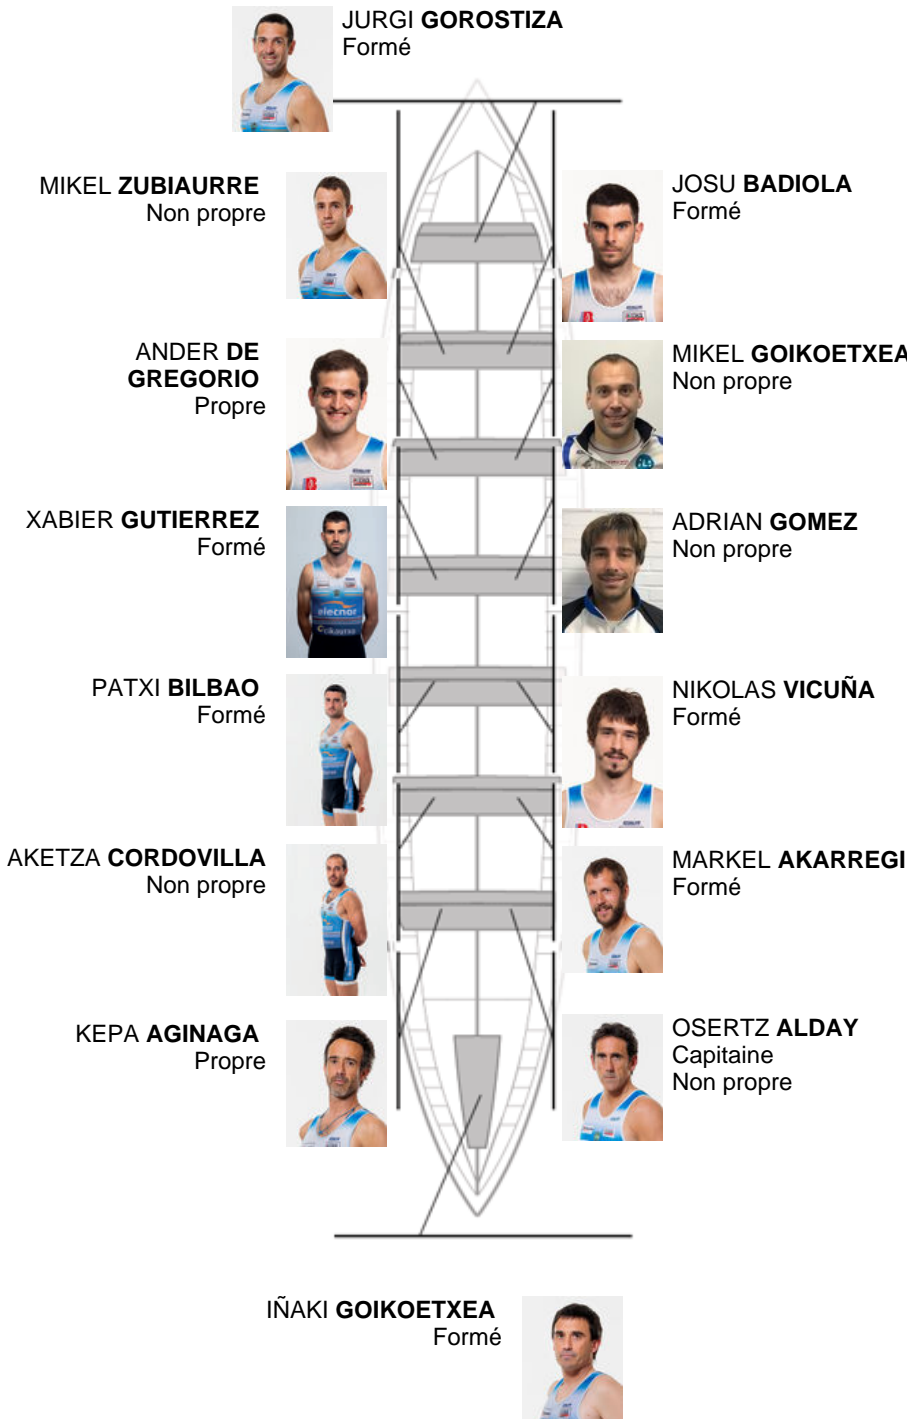 JURGI GOROSTIZA
Formé
MIKEL ZUBIAURRE
Non propre
JOSU BADIOLA
Formé
ANDER DE
GREGORIO
Propre
MIKEL GOIKOETXEA
Non propre
XABIER GUTIERREZ
Formé
elecnor
ADRIAN GOMEZ
Non propre
PATXI BILBAO
Formé
NIKOLAS VICUÑA
Formé
AKETZA CORDOVILLA
Non propre
MARKEL AKARREGI
Formé
KEPA AGINAGA
Propre
OSERTZ ALDAY
Capitaine
Non propre
IÑAKI GOIKOETXEA
Formé